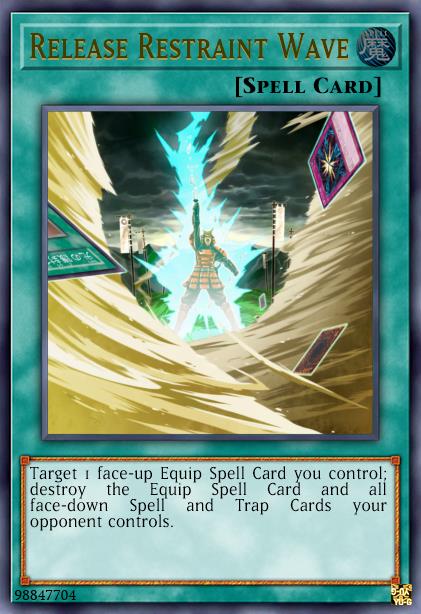 RELEASE RESTRAINT WAVE
[SPELL CARD]
Target 1 face-up Equip Spell Card you control;
destroy the Equip Spell Card and all
face-down Spell and Trap Cards your
opponent controls.
98847704